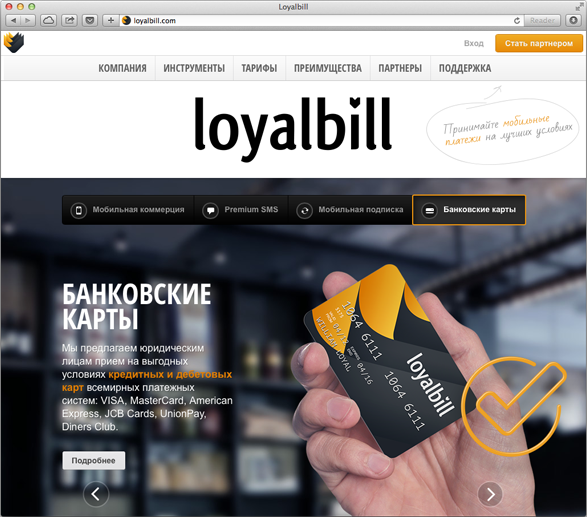 Loyalbill
loyalbill.com
Reader
Вход
Стать партнером
КОМПАНИЯ ИНСТРУМЕНТЫ ТАРИФЫ ПРЕИМУЩЕСТВА ПАРТНЕРЫ ПОДДЕРЖКА
loyalbill
Принимайте мобильные
платежи на лучших условиях
Мобильная коммерция Premium SMS Мобильная подписка Банковские карты
БАНКОВСКИЕ
КАРТЫ
Мы предлагаем юридическим
лицам прием на выгодных
условиях кредитных и дебетовых
карт всемирных платежных
систем: VISA, MasterCard, American
Express, JCB Cards, UnionPay,
Diners Club.
Подробнее
1064 6111 1064 6111
04/16
loyalbill